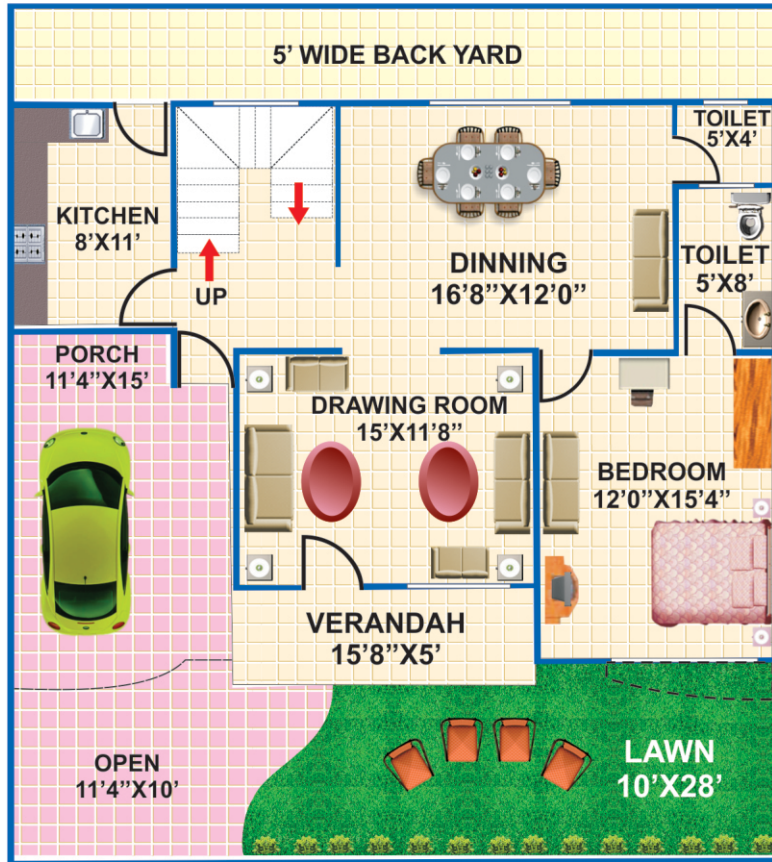 5’ WIDE BACK YARD
TOILET
5’X4’
KITCHEN
8’X11’
UP
DINNING
16’8”X12’0”
TOILET
5’X8’
PORCH
11’4”X15’
DRAWING ROOM
15’X11’8”
BEDROOM
12’0”X15’4”
VERANDAH
15’8”X5’
OPEN
11’4”X10’
LAWN
10’X28’